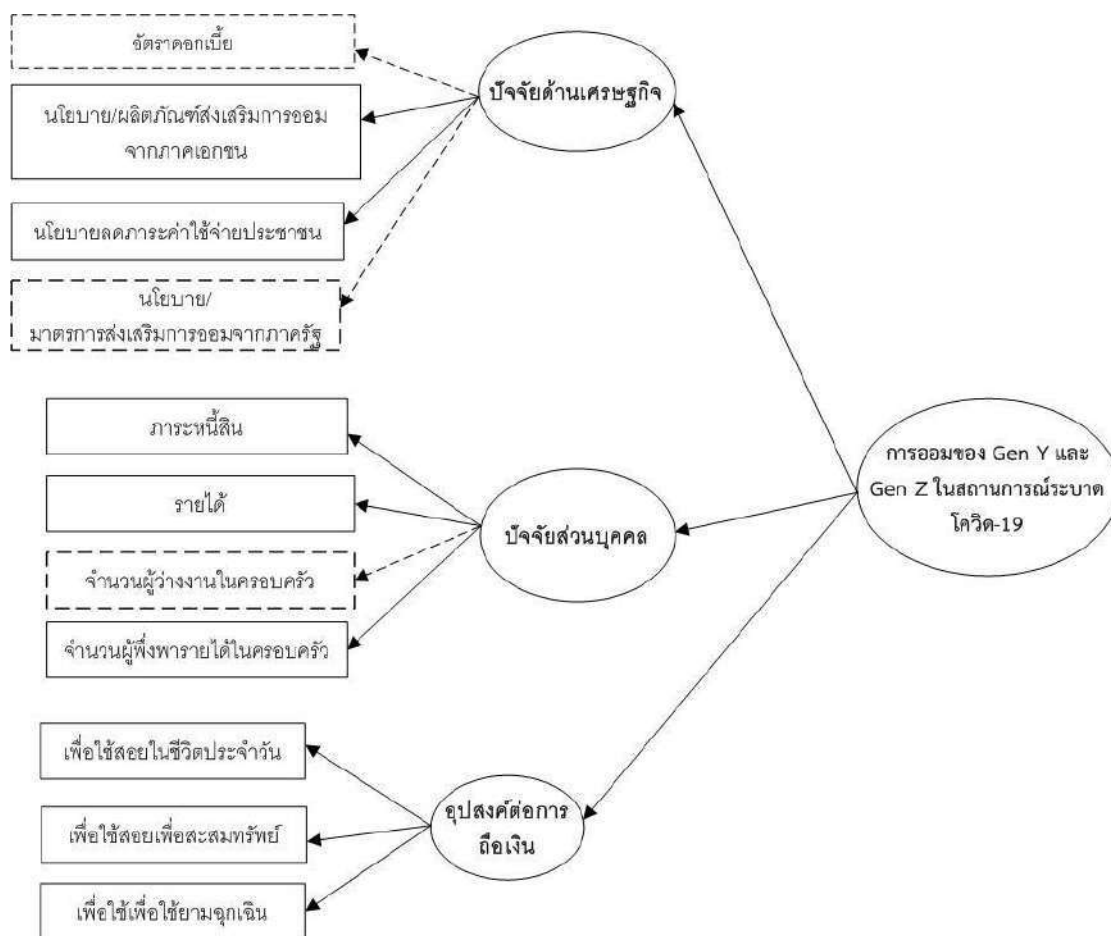 อัตราดอกเบี้ย
ปัจจัยด้านเศรษฐกิจ
นโยบาย/ผลิตภัณฑ์ส่งเสริมการออม
จากภาคเอกชน
นโยบายลดภาระค่าใช้จ่ายประชาชน
นโยบาย/
มาตรการส่งเสริมการออมจากภาครัฐ
ภาระหนี้สิน
รายได้
จำนวนผู้ว่างงานในครอบครัว
จำนวนผู้พึ่งพารายได้ในครอบครัว
ปัจจัยส่วนบุคคล
การออมของ Gen Y และ
Gen Z ในสถานการณ์ระบาด
โควิด-19
เพื่อใช้สอยในชีวิตประจำวัน
เพื่อใช้สอยเพื่อสะสมทรัพย์
เพื่อใช้เพื่อใช้ยามฉุกเฉิน
อุปสงค์ต่อการ
ถือเงิน